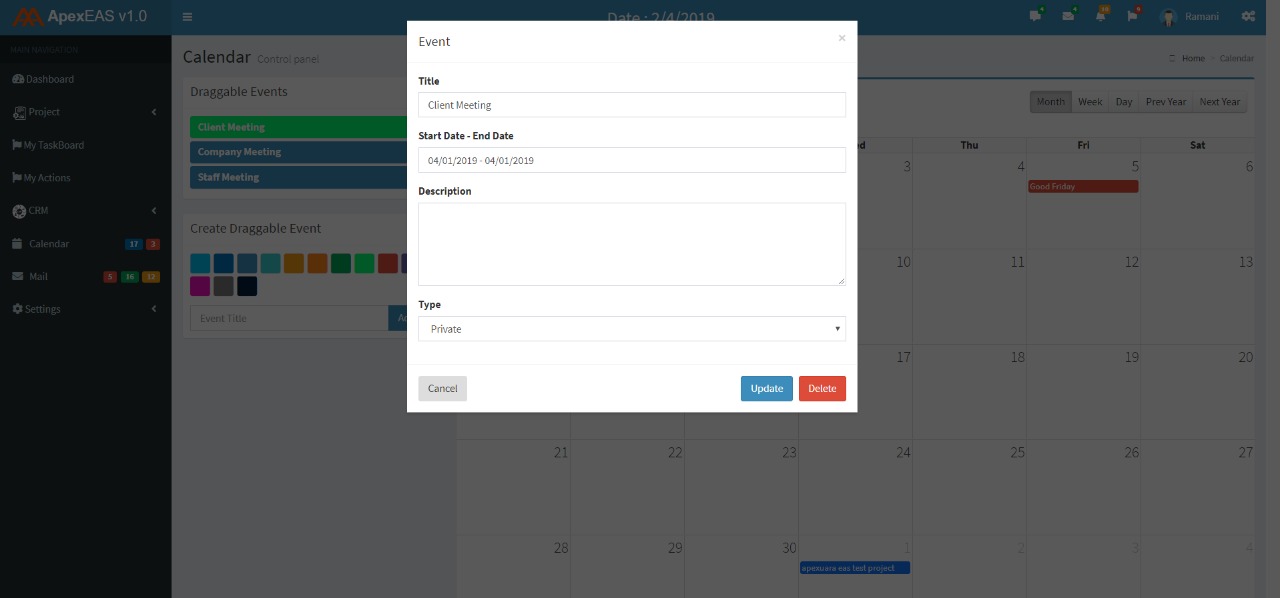 ApexEAS v1.0
Date : 2/4/2019
Ramani
MAIN NAVIGATION
Dashboard
Project
My TaskBoard
My Actions
CRM
Calendar 17 3
Mail 5 16 12
Settings
Calendar Control panel
Home > Calendar
Draggable Events
Client Meeting
Company Meeting
Staff Meeting
Create Draggable Event
Event Title
Event
×
Title
Client Meeting
Start Date - End Date
04/01/2019 - 04/01/2019
Description
Type
Private
Cancel Update Delete
Month Week Day Prev Year Next Year
Thu Fri Sat
3 4 5 6
Good Friday
10 11 12 13
17 18 19 20
21 22 23 24 25 26 27
28 29 30 1 2 3 4
apexuara eas test project